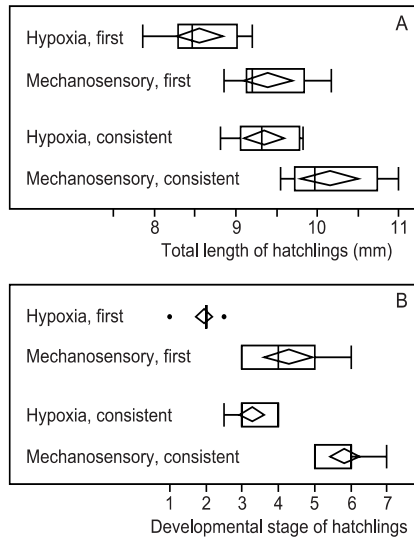 A
Hypoxia, first
Mechanosensory, first
Hypoxia, consistent
Mechanosensory, consistent
8 9 10 11
Total length of hatchlings (mm)
B
Hypoxia, first
Mechanosensory, first
Hypoxia, consistent
Mechanosensory, consistent
1 2 3 4 5 6 7
Developmental stage of hatchlings